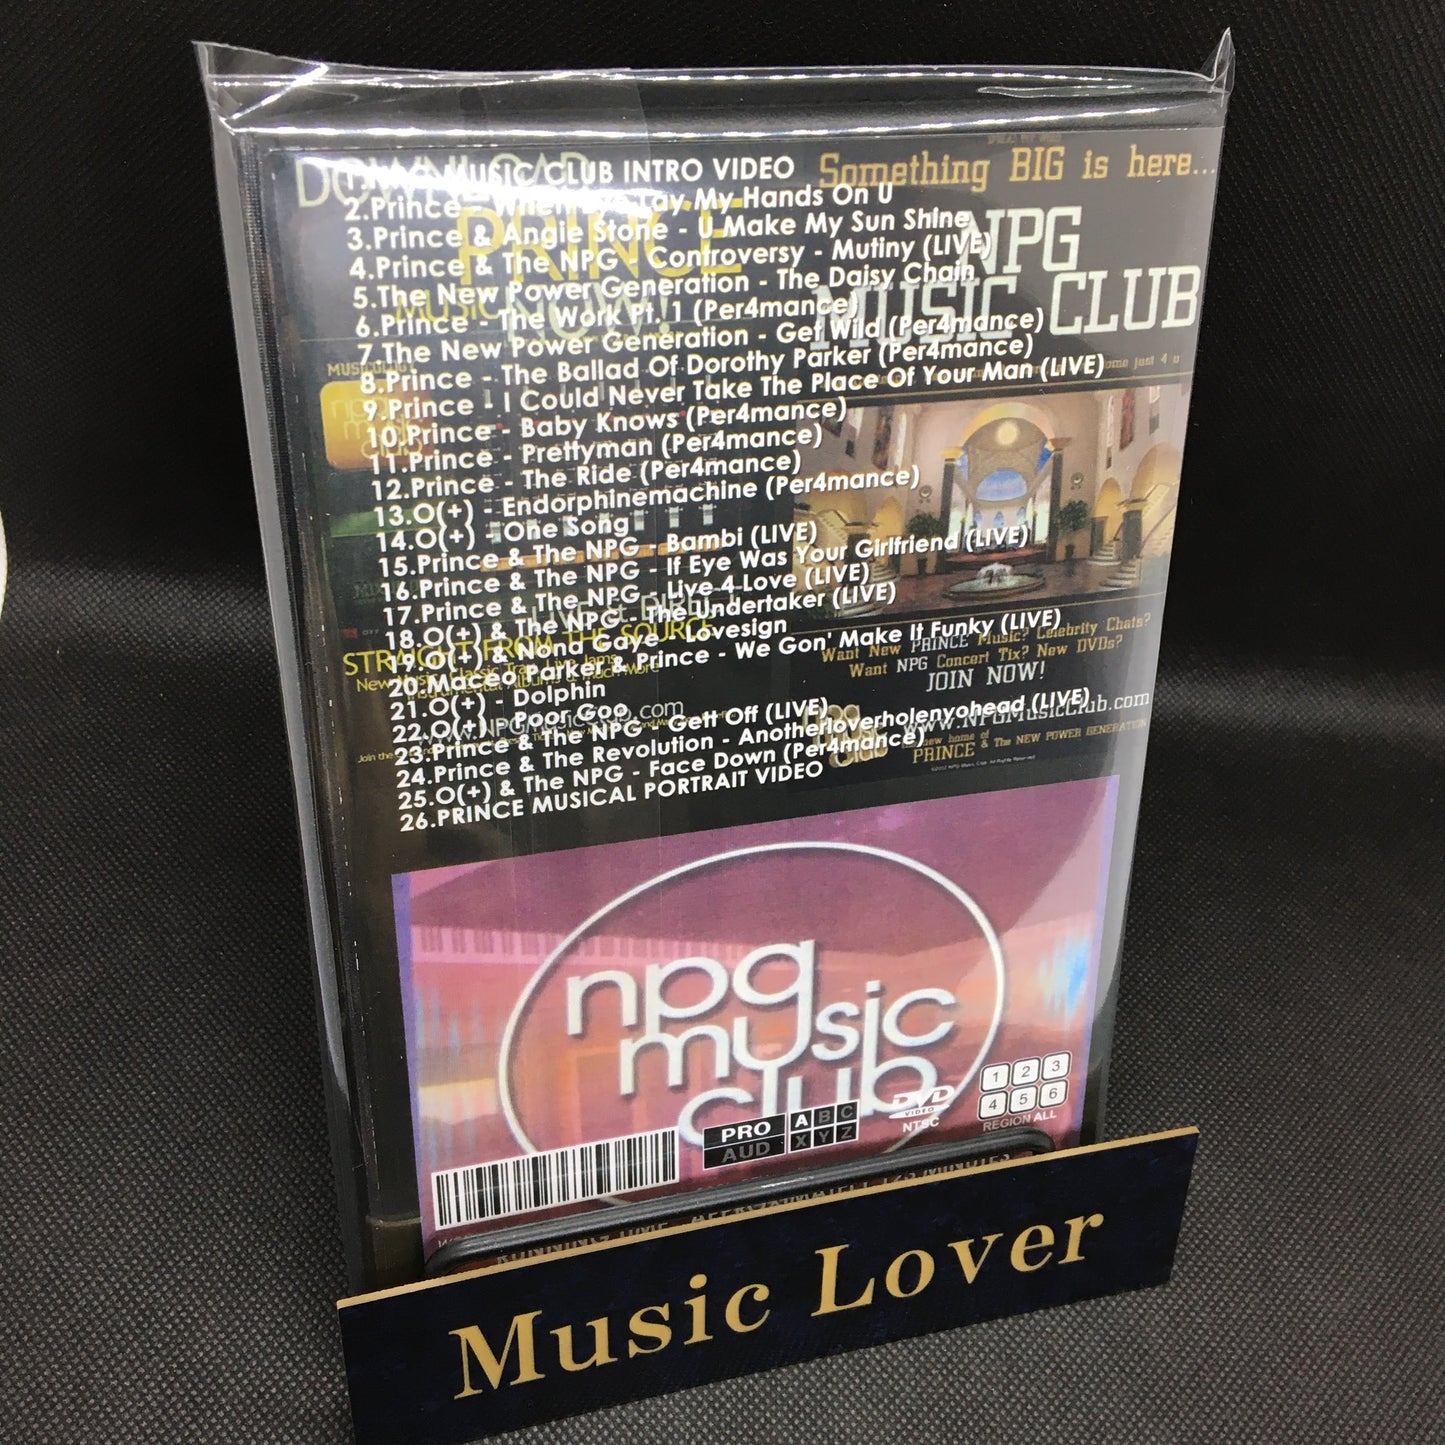 DOWNLOAD
PRINCE
MUSIC NOW!
Something BIG is here...
NPG
MUSIC CLUB
MUSIC CLUB INTRO VIDEO
2.Prince - When Lay My Hands On U
3.Prince & Angie Stone - U Make My Sun Shine
4.Prince & The NPG - Controversy - Mutiny (LIVE)
5.The New Power Generation - The Daisy Chain
6.Prince - The Work Pt. 1 (Per4mance)
7.The New Power Generation - Get Wild (Per4mance)
8.Prince - The Ballad Of Dorothy Parker (Per4mance)
9.Prince - I Could Never Take The Place Of Your Man (LIVE)
10.Prince - Baby Knows (Per4mance)
11.Prince - Prettyman (Per4mance)
12.Prince - The Ride (Per4mance)
13.O(+) - Endorphinemachine (Per4mance)
14.O(+) - One Song
15.Prince & The NPG - Bambi (LIVE)
16.Prince & The NPG - If Eye Was Your Girlfriend (LIVE)
17.Prince & The NPG - Live 4 Love (LIVE)
18.O(+) & The NPG - The Undertaker (LIVE)
19.O(+) & Nona Gaye - Lovesign
20.Maceo Parker & Prince - We Gon' Make It Funky (LIVE)
21.O(+) - Dolphin
22.O(+) - Poor Goo
23.Prince & The NPG - Gett Off (LIVE)
24.Prince & The Revolution - Anotherloverholenyohead (LIVE)
25.O(+) & The NPG - Face Down (Per4mance)
26.PRINCE MUSICAL PORTRAIT VIDEO
STRAIGHT FROM THE SOURCE
Want New PRINCE Music? Celebrity Chats?
Want NPG Concert Tix? New DVDs?
JOIN NOW!
www.NPGMusicClub.com
new home of
PRINCE & The NEW POWER GENERATION
npg
music
club
PRO
AUD
A B C
X Y Z
DVD
VIDEO
NTSC
1 2 3
4 5 6
REGION ALL
Music Lover